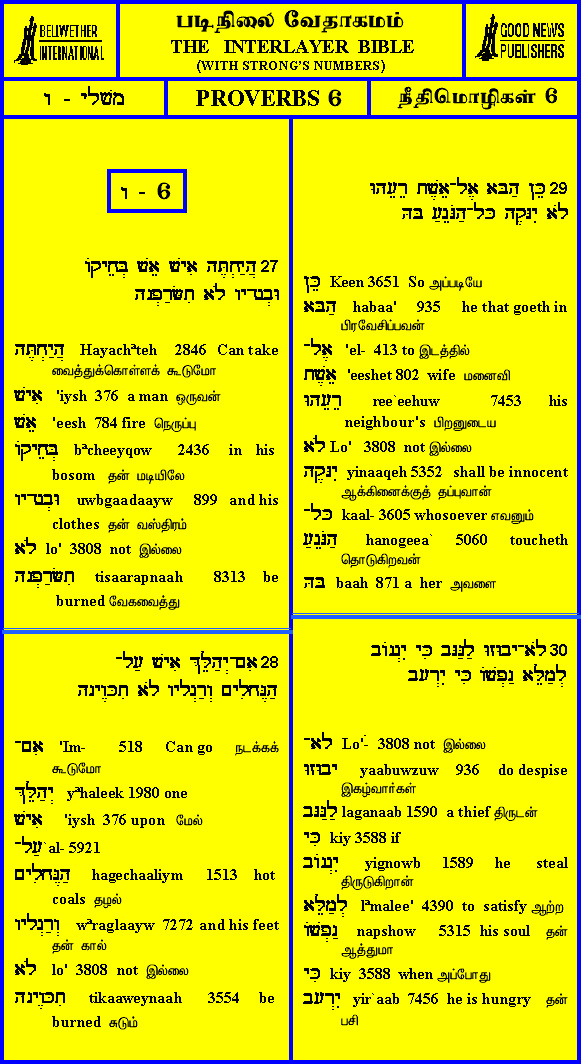 BELLWETHER
INTERNATIONAL
படிநிலை வேதாகமம்
THE INTERLAYER BIBLE
(WITH STRONG'S NUMBERS)
GOOD NEWS
PUBLISHERS
משלי - ו
PROVERBS 6
நீதிமொழிகள் 6
ו - 6
27 הֲיַחְתֶּה אִישׁ אֵשׁ בְּחֵיקוֹ
וּבְט־יו לֹא תִשָּׂרַפְנָה
הֲיַחְתֶּה Hayachªteh 2846 Can take
வைத்துக்கொள்ளக் கூடுமோ
אִישׁ 'iysh 376 a man ஒருவன்
אֵשׁ 'eesh 784 fire நெருப்பு
בְּחֵיקוֹ bªcheeyqow 2436 in his
bosom தன் மடியிலே
וּבְט־יו uwbgaadaayw 899 and his
clothes தன் வஸ்திரம்
לֹא lo' 3808 not இல்லை
תִשָּׂרַפְנָה tisaarapnaah 8313 be
burned வேகவைத்து
28 אִם־יְהַלֵּךְ אִישׁ עַל־
הַגֶּחָלִים וְרַגְלָיו לֹא תִכָּוֶינָה
אִם־ 'Im- 518 Can go நடக்கக்
கூடுமோ
יְהַלֵּךְ yªhaleek 1980 one
אִישׁ 'iysh 376 upon மேல்
עַל־ `al- 5921
הַגֶּחָלִים hagechaaliym 1513 hot
coals தழல்
וְרַגְלָיו wªraglaayw 7272 and his feet
தன் கால்
לֹא lo' 3808 not இல்லை
תִכָּוֶינָה tikaaweynaah 3554 be
burned சுடும்
29 כֵּן הַבָּא אֶל־אֵשֶׁת רֵעֵהוּ
לֹא יִנָּקֶה כָּל־הַנֹּגֵעַ בָּהּ
כֵּן Keen 3651 So அப்படியே
הַבָּא habaa' 935 he that goeth in
பிரவேசிப்பவன்
אֶל־ 'el- 413 to இடத்தில்
אֵשֶׁת 'eeshet 802 wife மனைவி
רֵעֵהוּ ree`eehuw 7453 his
neighbour's பிறனுடைய
לֹא Lo' 3808 not இல்லை
יִנָּקֶה yinaaqeh 5352 shall be innocent
ஆக்கினைக்குத் தப்புவான்
כָּל־ kaal- 3605 whosoever எவனும்
הַנֹּגֵעַ hanogeea` 5060 toucheth
தொடுகிறவன்
בָּהּ baah 871 a her அவளை
30 לֹא־יָבוּזוּ לַגַּנָּב כִּי יִגְנוֹב
לְמַלֵּא נַפְשׁוֹ כִּי יִרְעָב
לֹא־ Lo'- 3808 not இல்லை
יָבוּזוּ yaabuwzuw 936 do despise
இகழ்வார்கள்
לַגַּנָּב laganaab 1590 a thief திருடன்
כִּי kiy 3588 if
יִגְנוֹב yignowb 1589 he steal
திருடுகிறான்
לְמַלֵּא lªmalee' 4390 to satisfy ஆற்ற
נַפְשׁוֹ napshow 5315 his soul தன்
ஆத்துமா
כִּי kiy 3588 when அப்போது
יִרְעָב yir`aab 7456 he is hungry தன்
பசி